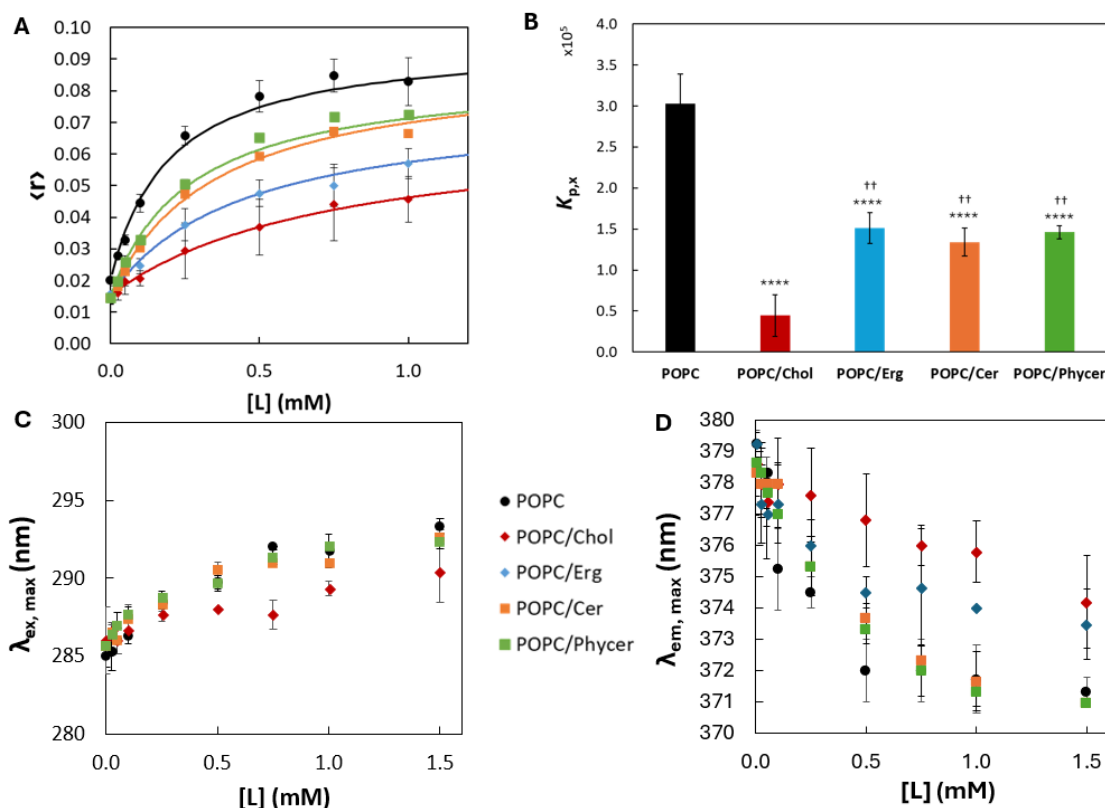 A
0.10
0.09
0.08
0.07
0.06
0.05
0.04
0.03
0.02
0.01
0.00
⟨r⟩
0.0 0.5 1.0
[L] (mM)
B
x10⁵
4.0
3.5
3.0
2.5
2.0
1.5
1.0
0.5
0.0
Kp,x
****
††
****
††
****
††
****
POPC POPC/Chol POPC/Erg POPC/Cer POPC/Phycer
C
300
295
290
285
280
λex, max (nm)
0.0 0.5 1.0 1.5
[L] (mM)
POPC
POPC/Chol
POPC/Erg
POPC/Cer
POPC/Phycer
D
380
379
378
377
376
375
374
373
372
371
370
λem, max (nm)
0.0 0.5 1.0 1.5
[L] (mM)